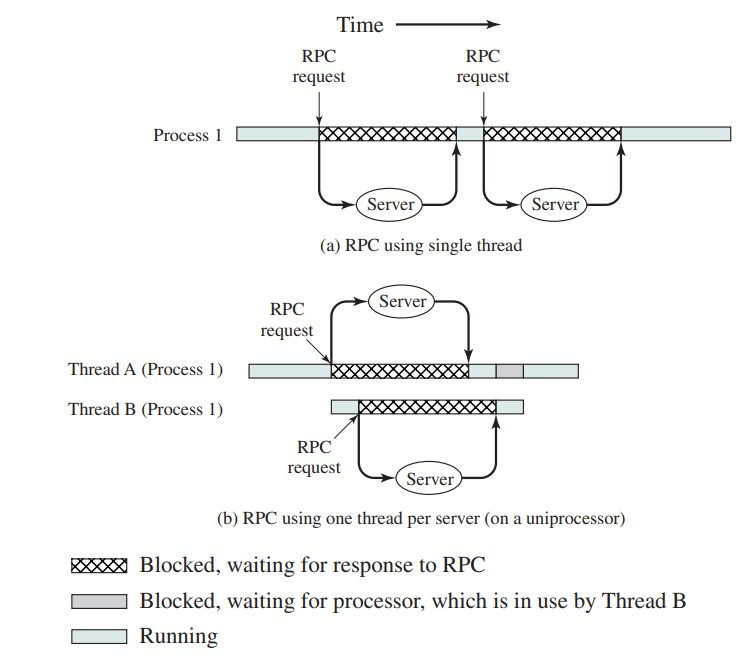 Time
RPC
request
RPC
request
Process 1
Server
Server
(a) RPC using single thread
Server
RPC
request
Thread A (Process 1)
Thread B (Process 1)
RPC
request
Server
(b) RPC using one thread per server (on a uniprocessor)
Blocked, waiting for response to RPC
Blocked, waiting for processor, which is in use by Thread B
Running